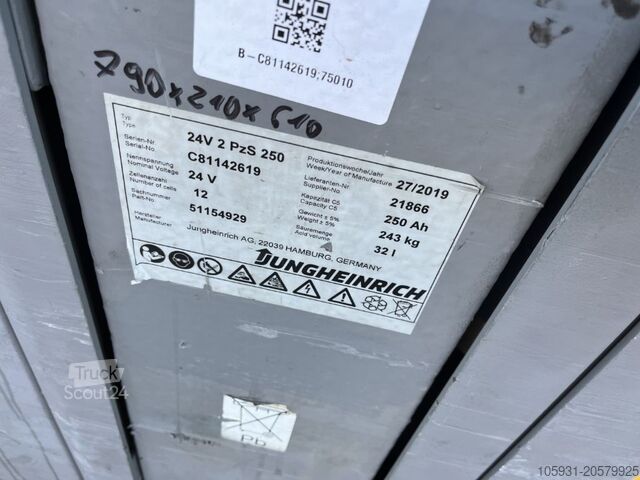 B-C81142619;75010
790x210x610
Typ
Type
24V 2 PzS 250
Produktionswoche/Jahr
Week/Year of Manufacture
27/2019
Serien-Nr
Serial-No.
C81142619
Lieferanten-Nr.
Supplier-No.
21866
Nennspannung
Nominal Voltage
24 V
Kapazität C5
Capacity C5
250 Ah
Zellenanzahl
Number of cells
12
Gewicht ± 5%
Weight ± 5%
243 kg
Sachnummer
Part-No.
51154929
Säuremenge
Acid volume
32 l
Hersteller
Manufacturer
Jungheinrich AG, 22039 HAMBURG, GERMANY
JUNGHEINRICH
Truck
Scout24
Pb
105931-20579925